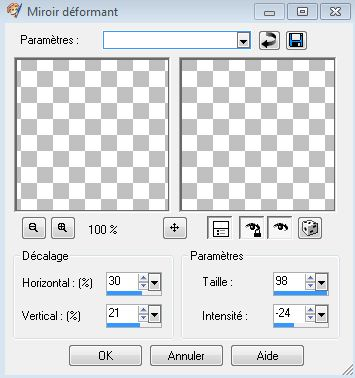 Miroir déformant
Paramètres :
100 %
Décalage
Horizontal : (%) 30
Vertical : (%) 21
Paramètres
Taille : 98
Intensité : -24
OK Annuler Aide